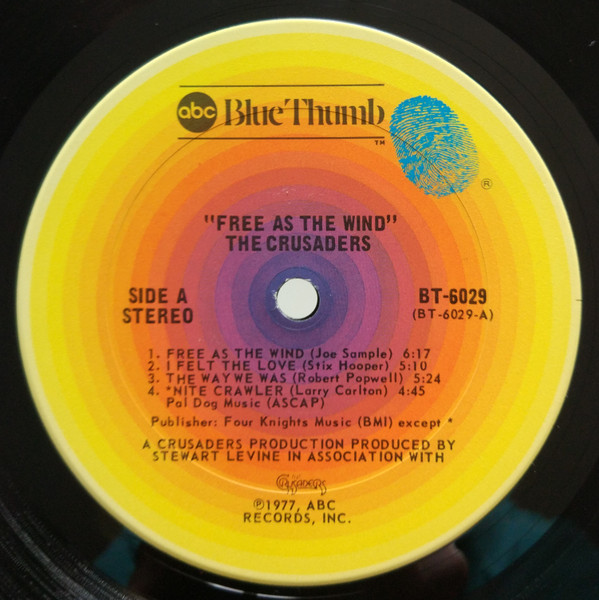 abc BlueThumb
TM
®
"FREE AS THE WIND"
THE CRUSADERS
SIDE A
STEREO
BT-6029
(BT-6029-A)
1. FREE AS THE WIND (Joe Sample) 6:17
2. I FELT THE LOVE (Stix Hooper) 5:10
3. THE WAY WE WAS (Robert Popwell) 5:24
4. *NITE CRAWLER (Larry Carlton) 4:45
Pal Dog Music (ASCAP)
Publisher: Four Knights Music (BMI) except *
A CRUSADERS PRODUCTION PRODUCED BY
STEWART LEVINE IN ASSOCIATION WITH
CRUSADERS
℗1977, ABC
RECORDS, INC.